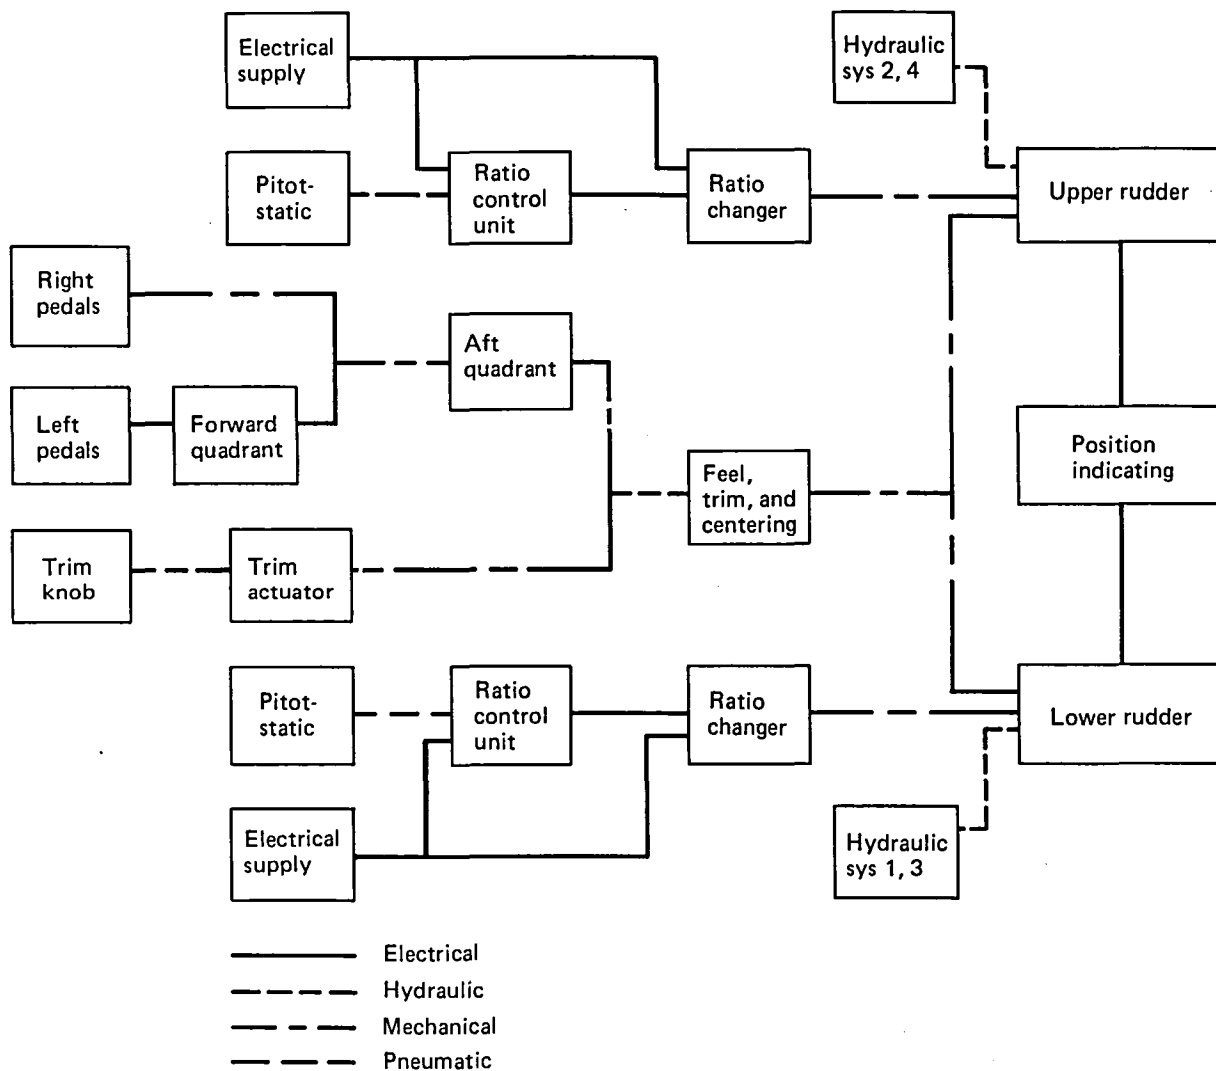 Electrical
supply
Hydraulic
sys 2, 4
Pitot-
static
Ratio
control
unit
Ratio
changer
Upper rudder
Right
pedals
Aft
quadrant
Left
pedals
Forward
quadrant
Position
indicating
Feel,
trim, and
centering
Trim
knob
Trim
actuator
Pitot-
static
Ratio
control
unit
Ratio
changer
Lower rudder
Electrical
supply
Hydraulic
sys 1, 3
Electrical
Hydraulic
Mechanical
Pneumatic